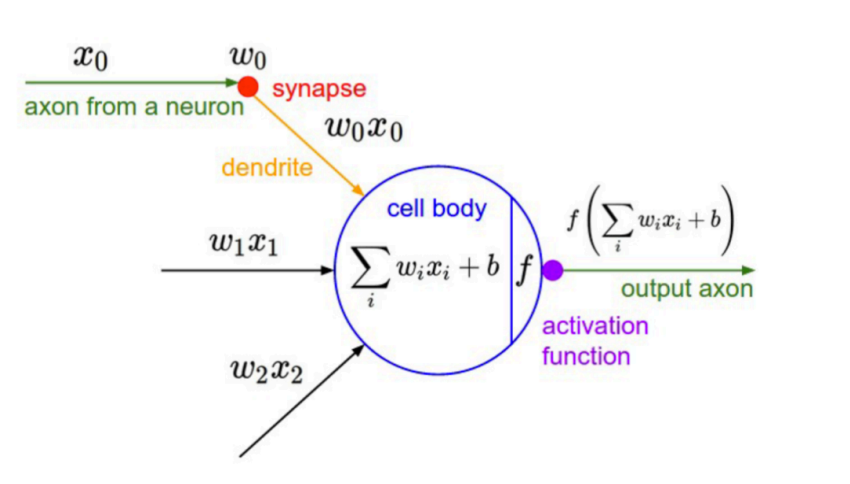 x₀ w₀
synapse
axon from a neuron
w₀x₀
dendrite
cell body
f(∑ᵢ wᵢxᵢ + b)
w₁x₁
∑ᵢ wᵢxᵢ + b f
output axon
activation
function
w₂x₂